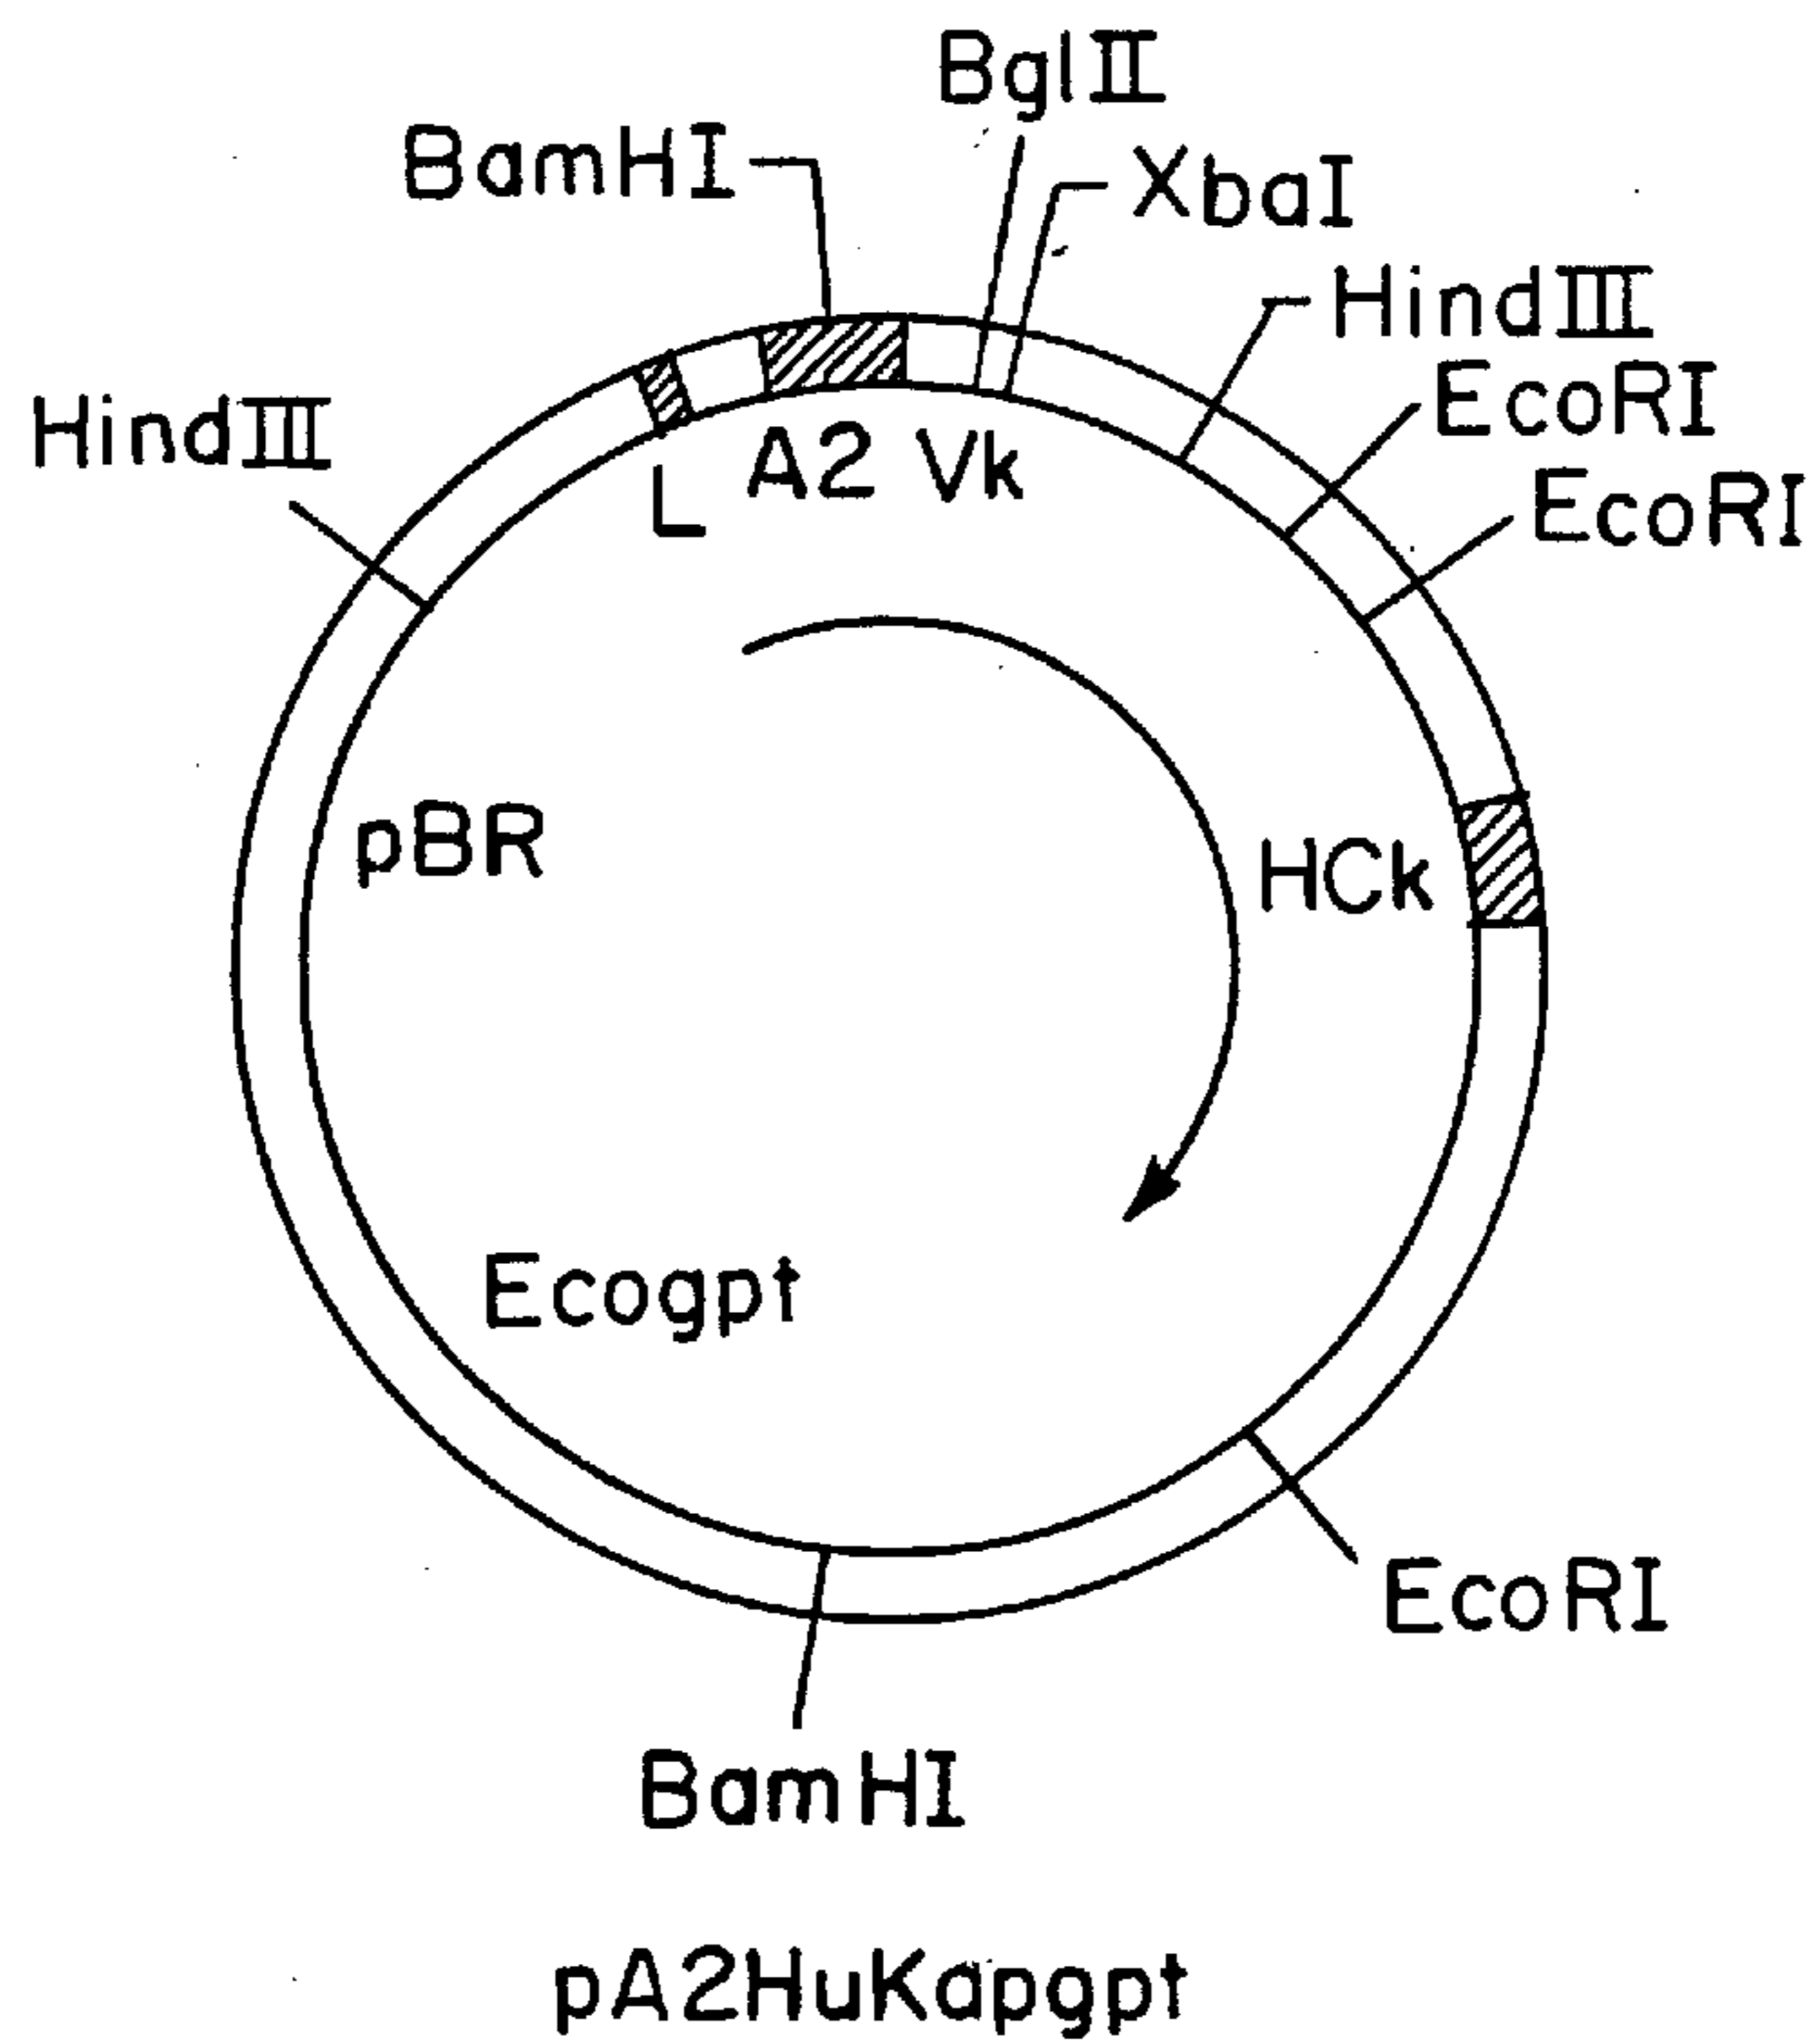 BglII
BamHI
XbaI
HindIII
EcoRI
HindIII
EcoRI
L
A2 Vk
pBR
HCk
Ecogpt
EcoRI
BamHI
pA2HuKapgpt